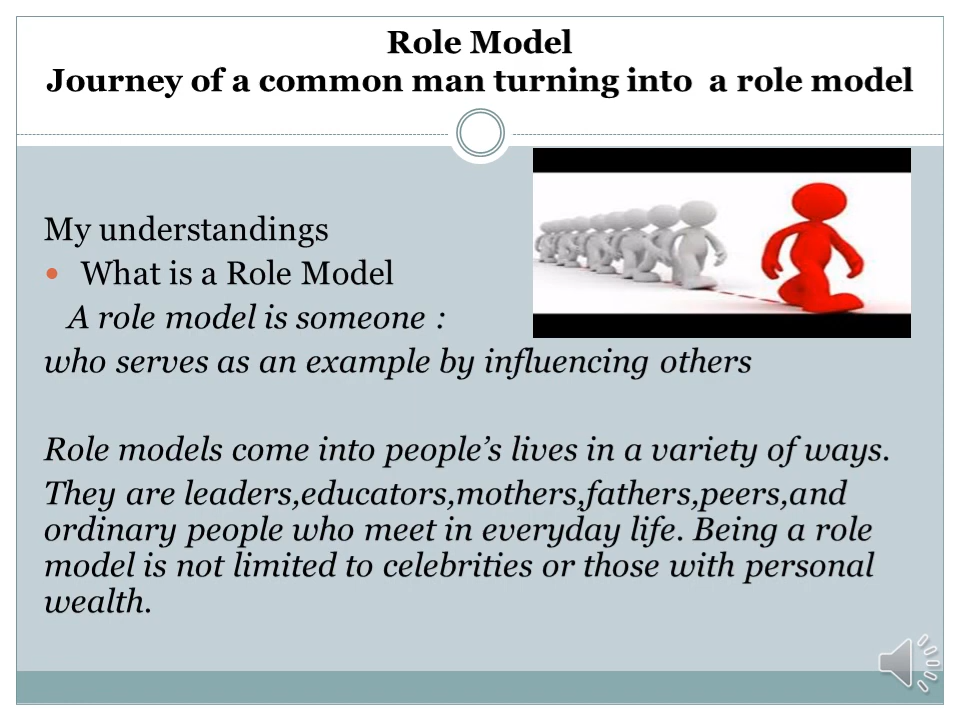 Role Model
Journey of a common man turning into a role model
My understandings
What is a Role Model
A role model is someone :
who serves as an example by influencing others
Role models come into people’s lives in a variety of ways.
They are leaders,educators,mothers,fathers,peers,and
ordinary people who meet in everyday life. Being a role
model is not limited to celebrities or those with personal
wealth.